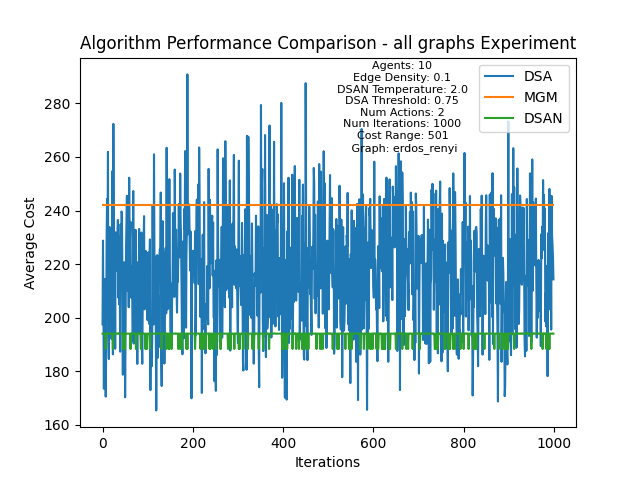 Algorithm Performance Comparison - all graphs Experiment
Agents: 10
Edge Density: 0.1
DSAN Temperature: 2.0
DSA Threshold: 0.75
Num Actions: 2
Num Iterations: 1000
Cost Range: 501
Graph: erdos_renyi
DSA
MGM
DSAN
Average Cost
280
260
240
220
200
180
160
0
200
400
600
800
1000
Iterations